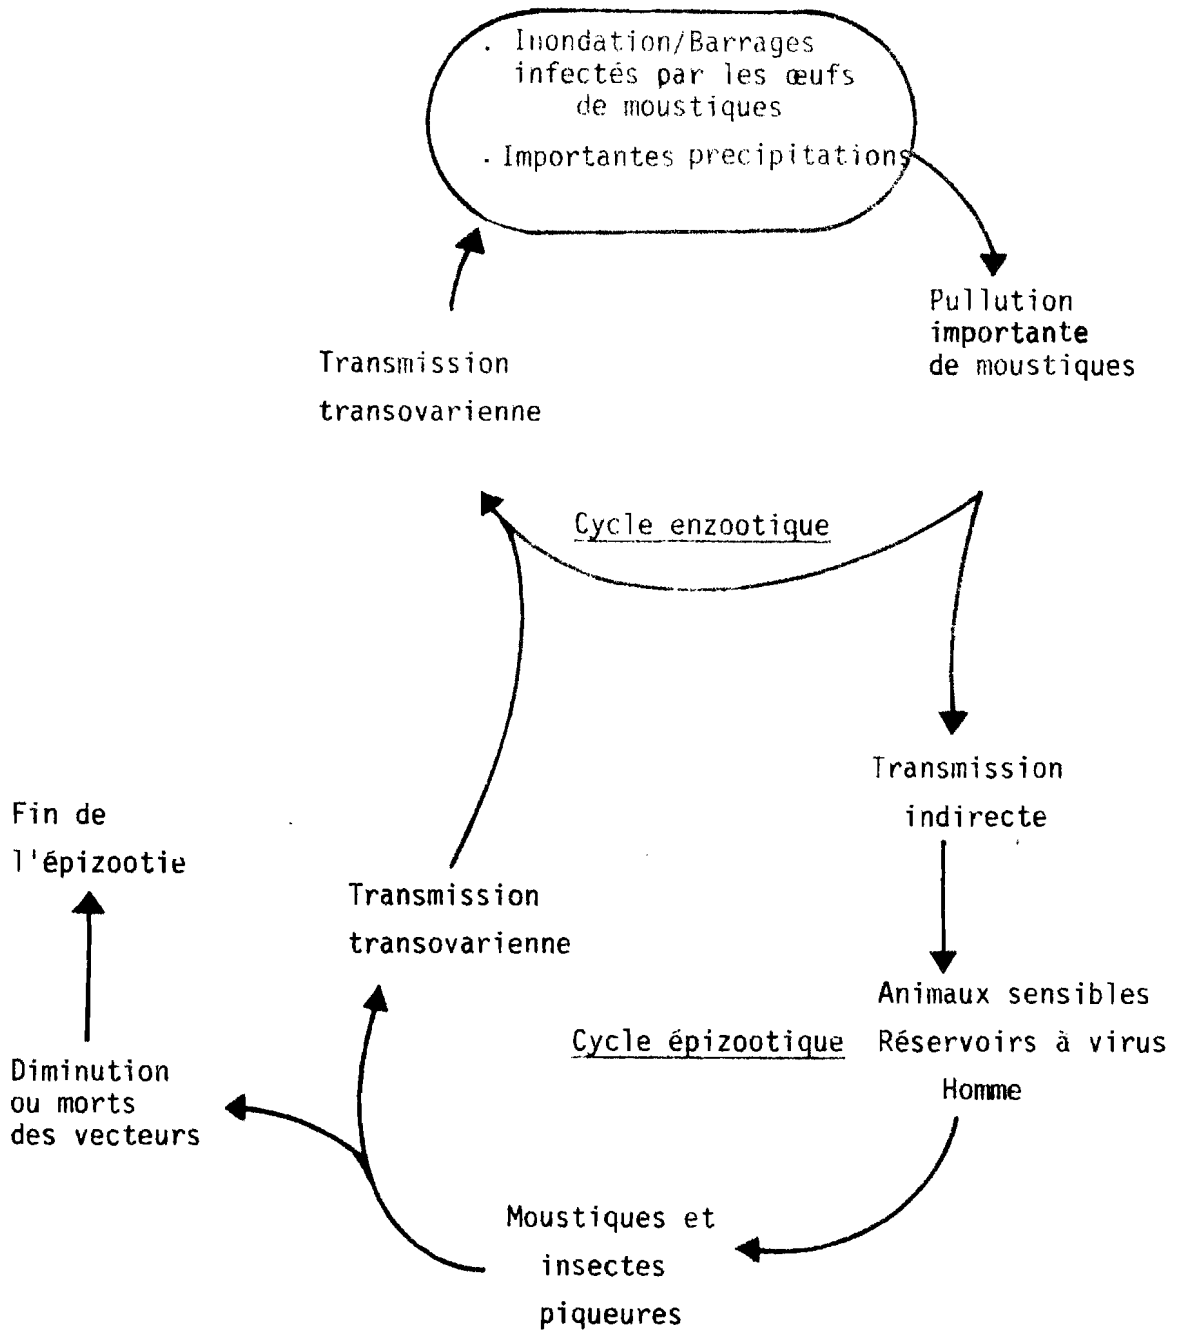 . Inondation/Barrages
infectés par les œufs
de moustiques
. Importantes precipitations
Pullution
importante
de moustiques
Transmission
transovarienne
Cycle enzootique
Transmission
indirecte
Fin de
l'épizootie
Transmission
transovarienne
Animaux sensibles
Cycle épizootique Réservoirs à virus
Homme
Diminution
ou morts
des vecteurs
Moustiques et
insectes
piqueures